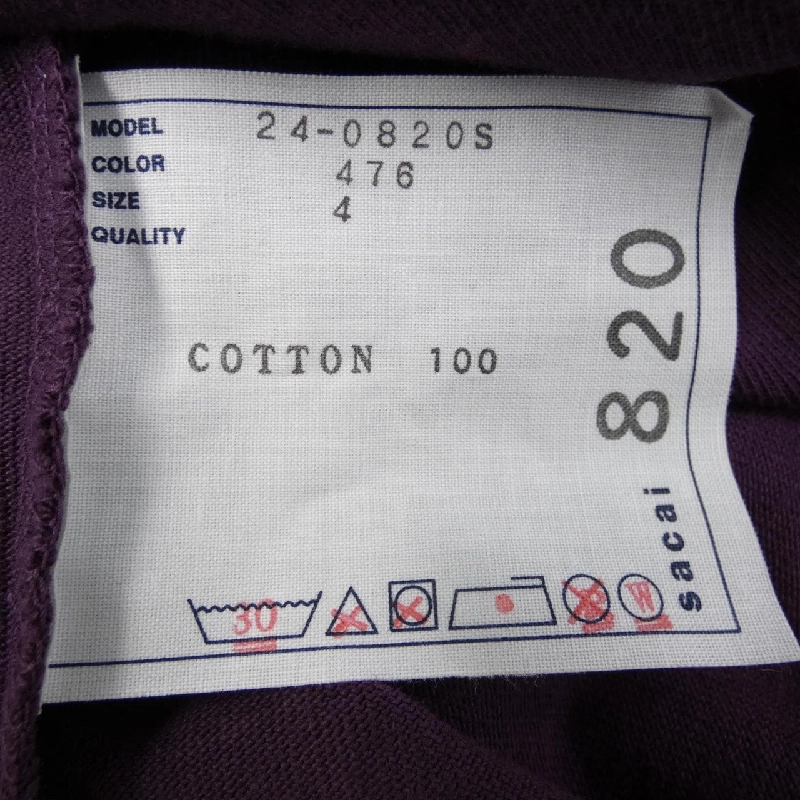 MODEL 24-0820S
COLOR 476
SIZE 4
QUALITY
COTTON 100
sacai 820
30
W